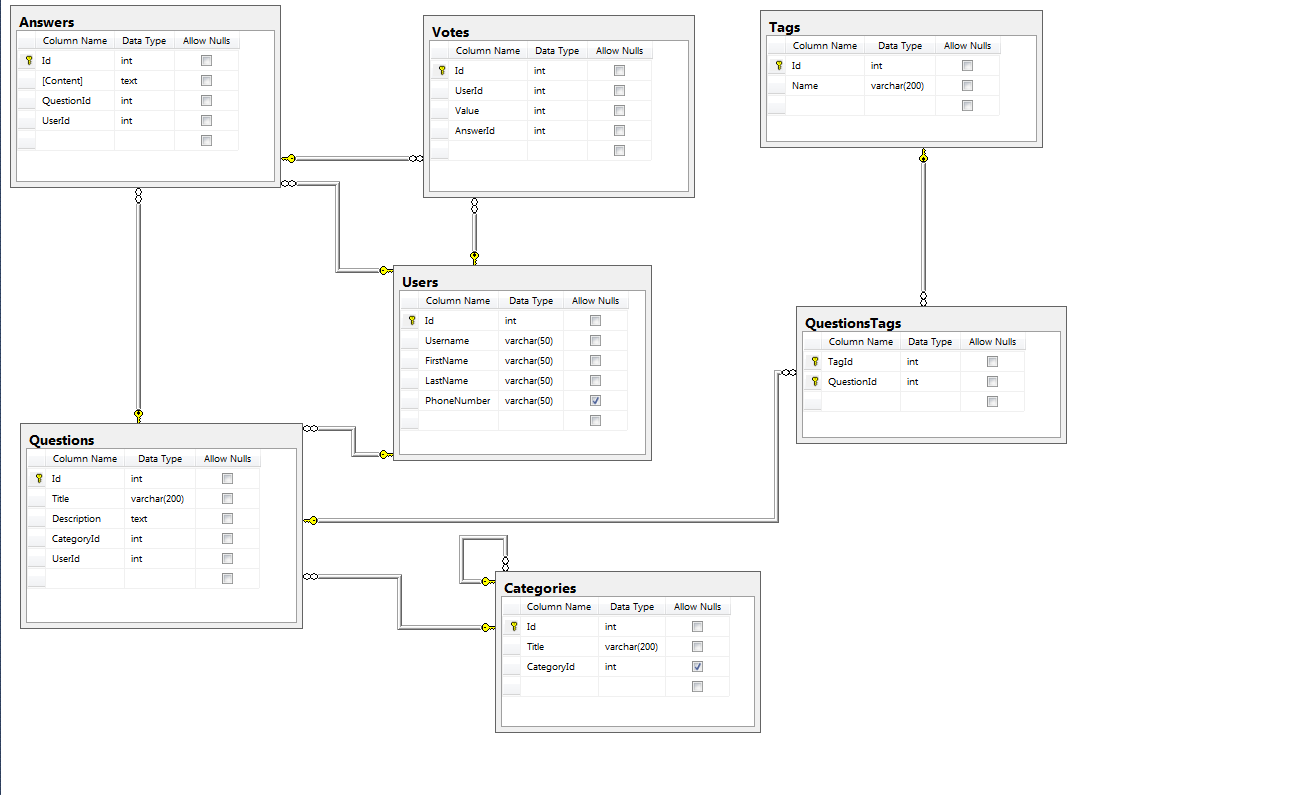 Answers
Column Name Data Type Allow Nulls
Id int
[Content] text
QuestionId int
UserId int
Votes
Column Name Data Type Allow Nulls
Id int
UserId int
Value int
AnswerId int
Tags
Column Name Data Type Allow Nulls
Id int
Name varchar(200)
Users
Column Name Data Type Allow Nulls
Id int
Username varchar(50)
FirstName varchar(50)
LastName varchar(50)
PhoneNumber varchar(50)
QuestionsTags
Column Name Data Type Allow Nulls
TagId int
QuestionId int
Questions
Column Name Data Type Allow Nulls
Id int
Title varchar(200)
Description text
CategoryId int
UserId int
Categories
Column Name Data Type Allow Nulls
Id int
Title varchar(200)
CategoryId int